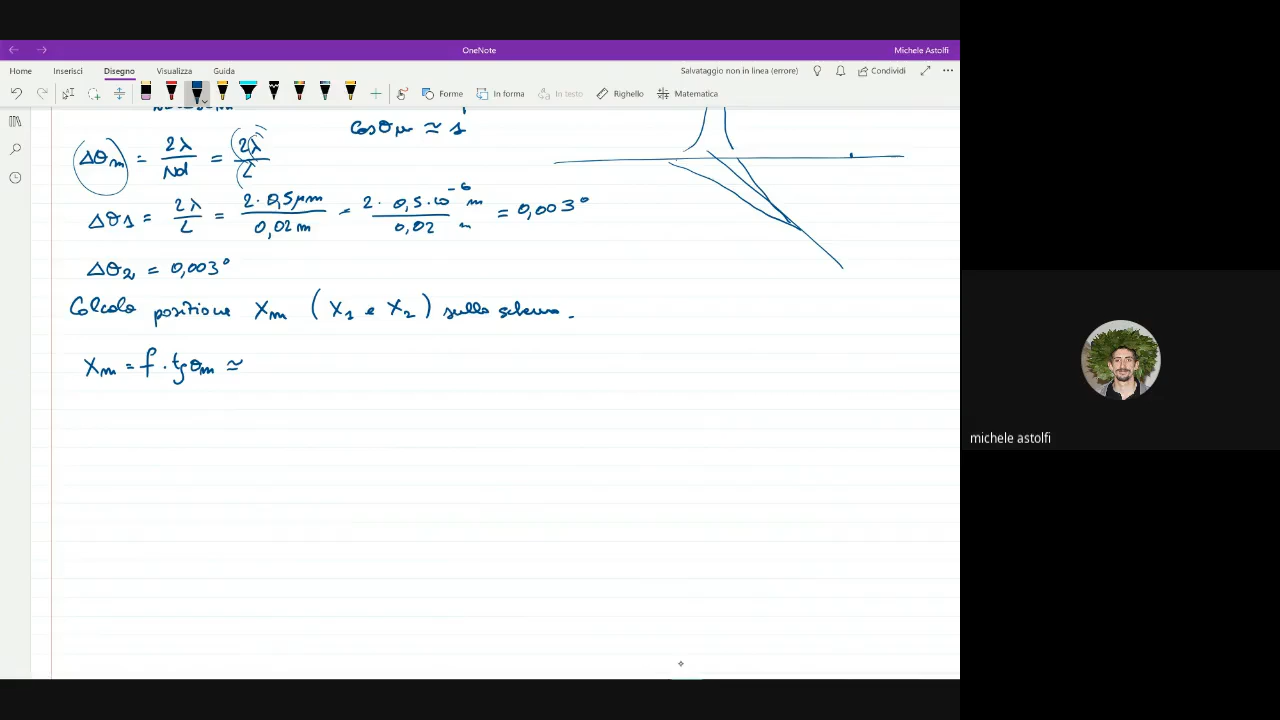 OneNote
Michele Astolfi
Home Inserisci Disegno Visualizza Guida
Salvataggio non in linea (errore) Condividi
Forme In forma In testo Righello Matematica
cos θm ≃ 1
Δθm = 2λ/Nd = 2λ/L
Δθ1 = 2λ/L = 2 · 0,5 μm / 0,02 m = 2 · 0,5 · 10⁻⁶ m / 0,02 m = 0,003°
Δθ2 = 0,003°
Calcolo posizione Xm (X1 e X2) sullo schermo.
Xm = f · tg θm ≃
michele astolfi